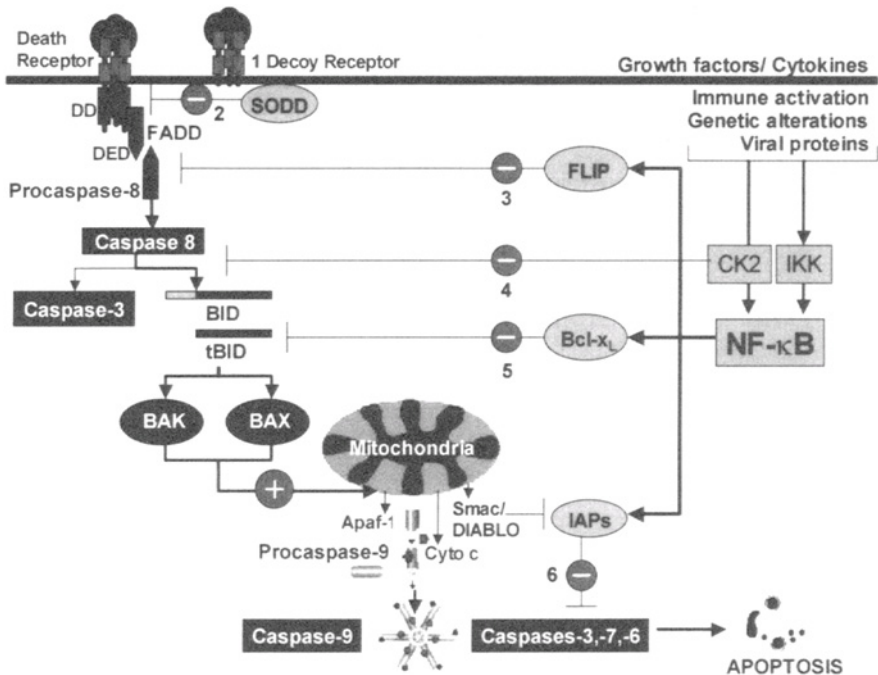 Death
Receptor
1 Decoy Receptor
Growth factors/ Cytokines
DD
2
SODD
Immune activation
Genetic alterations
Viral proteins
FADD
DED
Procaspase-8
FLIP
3
Caspase 8
CK2
IKK
4
Caspase-3
BID
tBID
Bcl-xL
NF-κB
5
BAK
BAX
Mitochondria
+
Apaf-1
Smac/
DIABLO
IAPs
Procaspase-9
Cyto c
6
Caspase-9
Caspases-3,-7,-6
APOPTOSIS